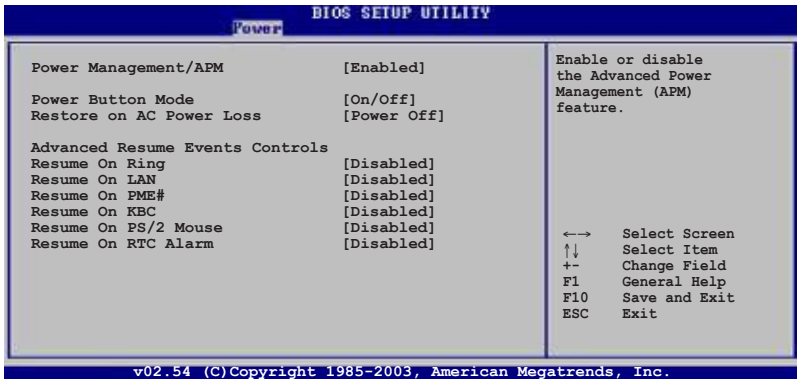 BIOS SETUP UTILITY
Power
Power Management/APM [Enabled]
Power Button Mode [On/Off]
Restore on AC Power Loss [Power Off]
Advanced Resume Events Controls
Resume On Ring [Disabled]
Resume On LAN [Disabled]
Resume On PME# [Disabled]
Resume On KBC [Disabled]
Resume On PS/2 Mouse [Disabled]
Resume On RTC Alarm [Disabled]
Enable or disable
the Advanced Power
Management (APM)
feature.
←→ Select Screen
↑↓ Select Item
+- Change Field
F1 General Help
F10 Save and Exit
ESC Exit
v02.54 (C)Copyright 1985-2003, American Megatrends, Inc.